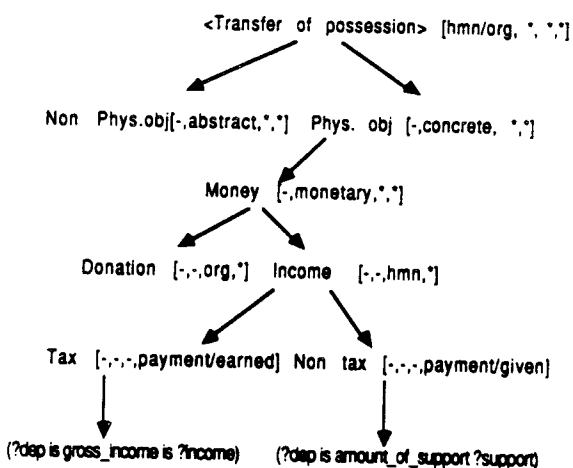 <Transfer of possession> [hmn/org, *, *,*]
Non Phys.obj[-,abstract,*,*] Phys. obj [-,concrete, *,*]
Money [-,monetary,*,*]
Donation [-,-,org,*] Income [-,-,hmn,*]
Tax [-,-,-,payment/earned] Non tax [-,-,-,payment/given]
(?dep is gross_income is ?income) (?dep is amount_of_support ?support)